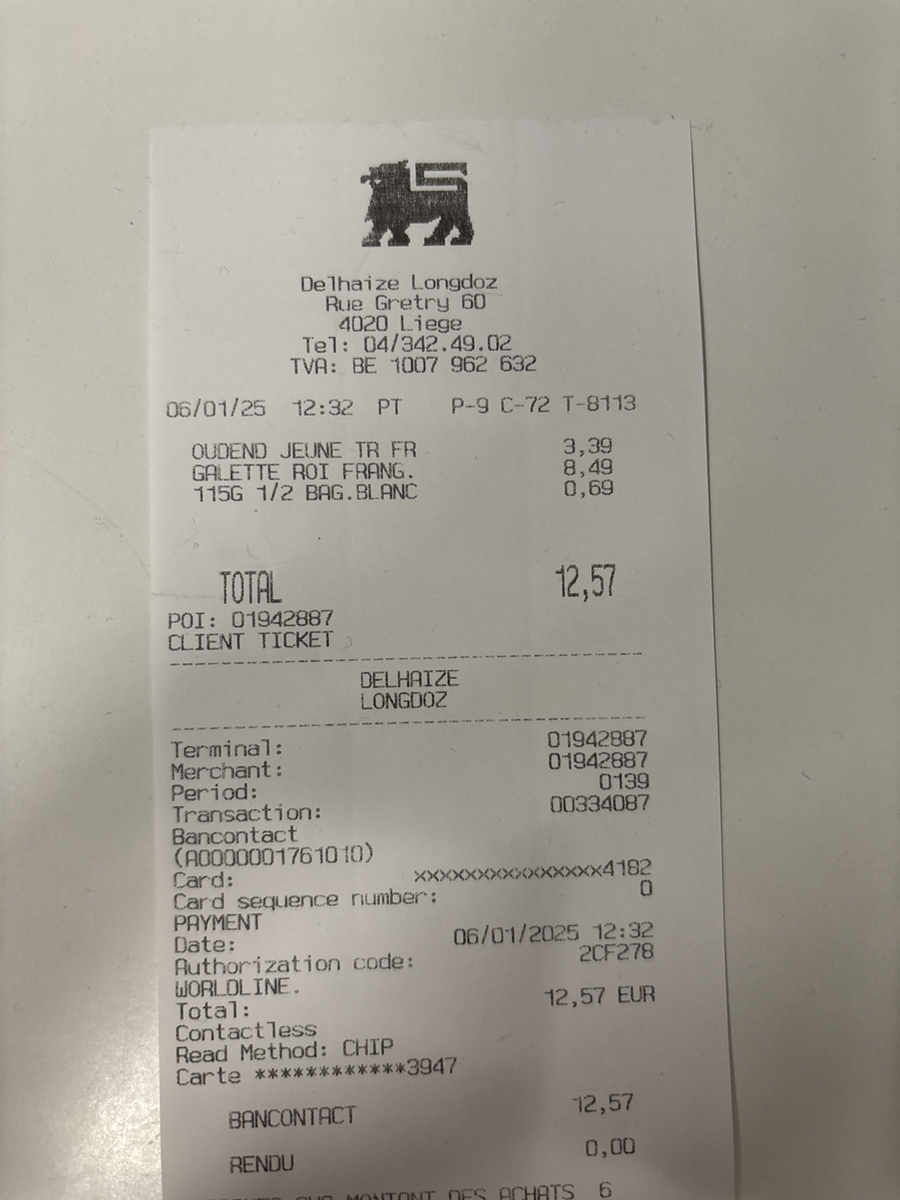 Delhaize Longdoz
Rue Gretry 60
4020 Liege
Tel: 04/342.49.02
TVA: BE 1007 962 632
06/01/25 12:32 PT P-9 C-72 T-8113
OUDEND JEUNE TR FR 3,39
GALETTE ROI FRANG. 8,49
115G 1/2 BAG.BLANC 0,69
TOTAL 12,57
POI: 01942887
CLIENT TICKET
DELHAIZE
LONGDOZ
Terminal: 01942887
Merchant: 01942887
Period: 0139
Transaction: 00334087
Bancontact
(A0000001761010)
Card: xxxxxxxxxxxxxxx4182
Card sequence number: 0
PAYMENT
Date: 06/01/2025 12:32
Authorization code: 2CF278
WORLDLINE.
Total: 12,57 EUR
Contactless
Read Method: CHIP
Carte ************3947
BANCONTACT 12,57
RENDU 0,00
SUR MONTANT DES ACHATS 6